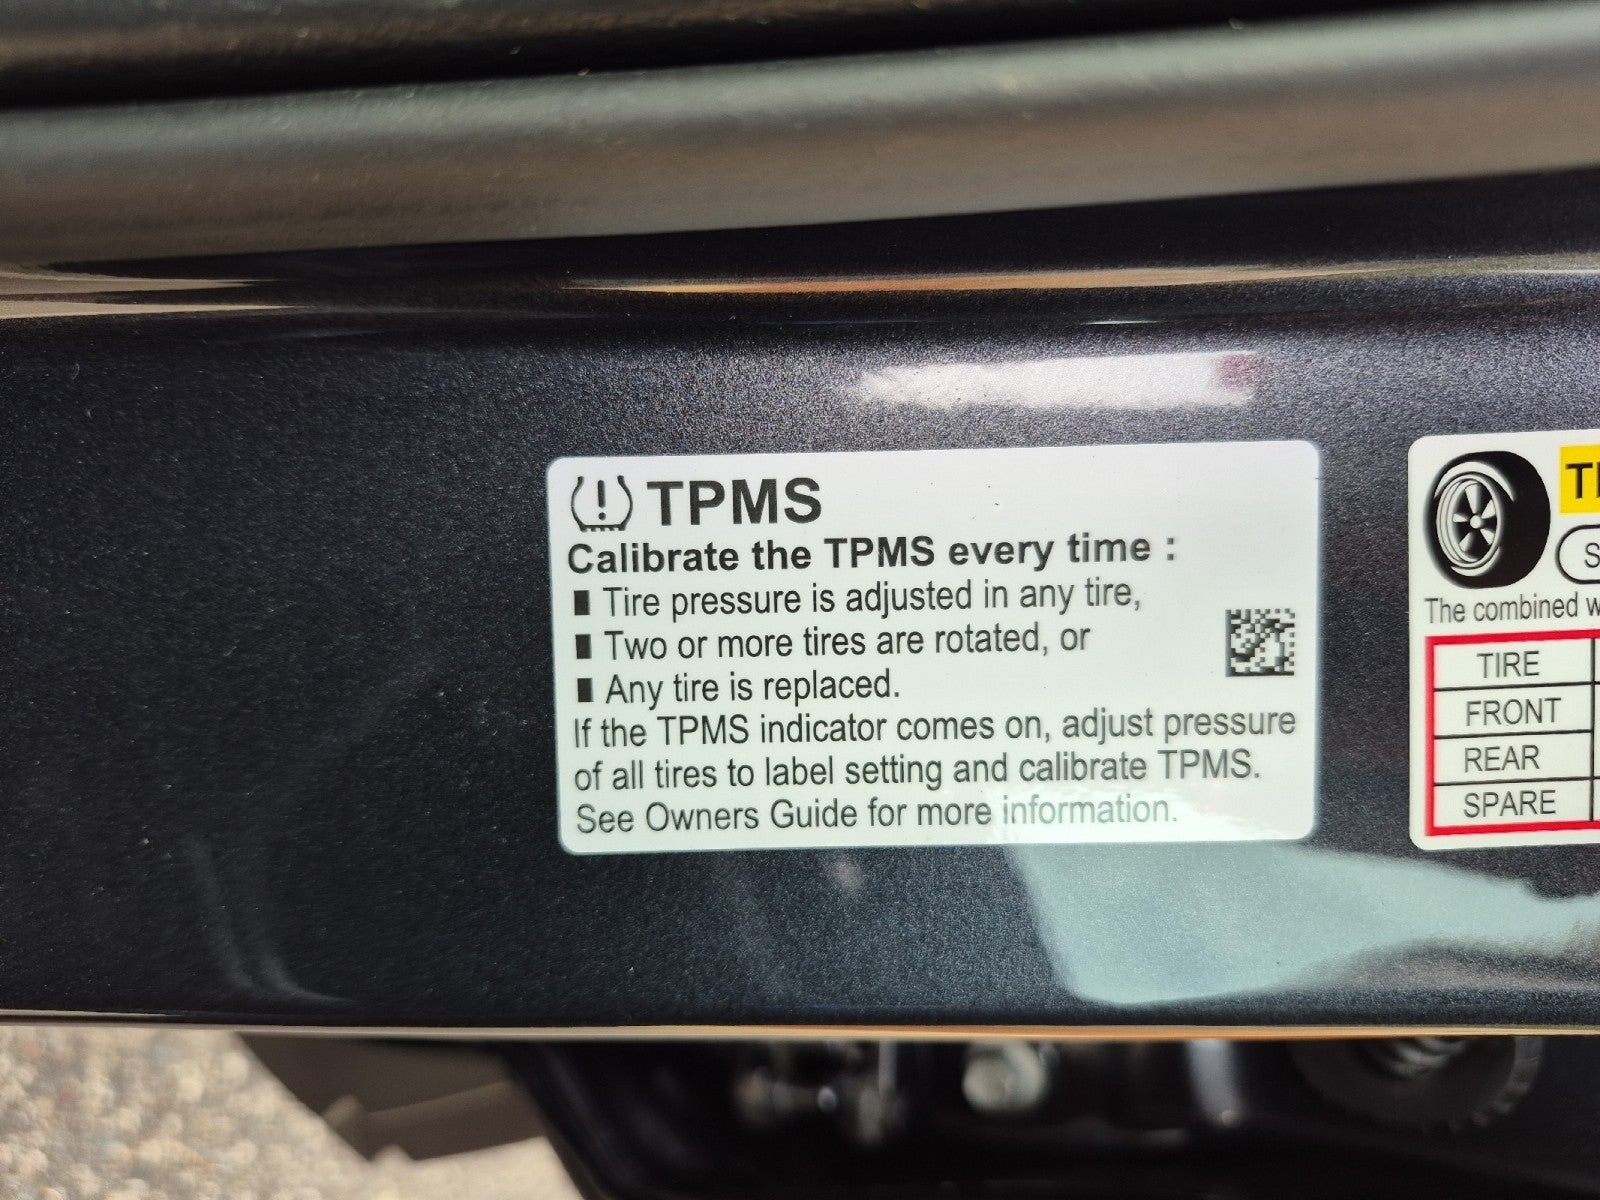 TPMS
Calibrate the TPMS every time :
Tire pressure is adjusted in any tire,
Two or more tires are rotated, or
Any tire is replaced.
If the TPMS indicator comes on, adjust pressure
of all tires to label setting and calibrate TPMS.
See Owners Guide for more information.
The combined
TIRE
FRONT
REAR
SPARE